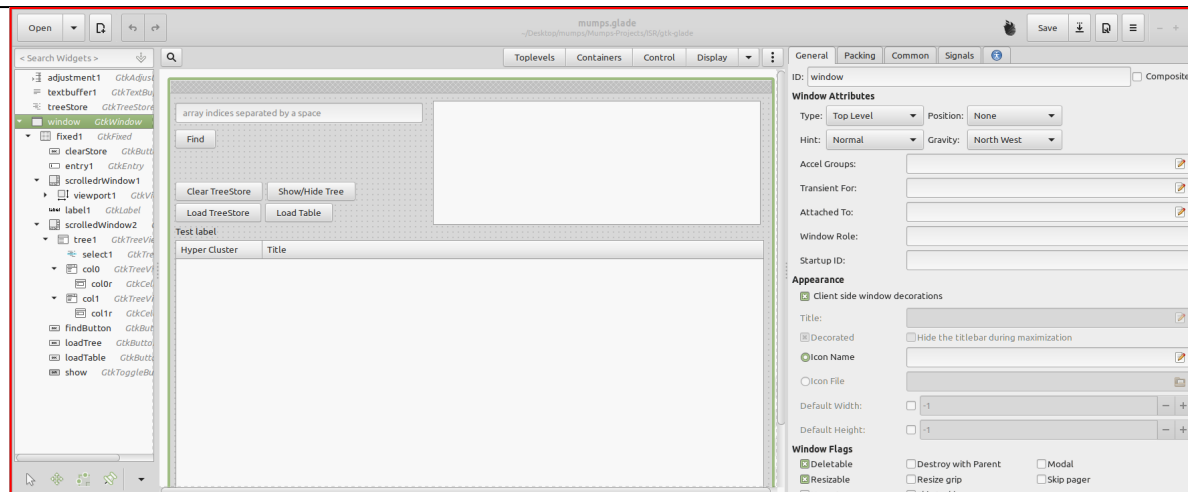 mumps.glade
~/Desktop/mumps/Mumps-Projects/ISR/gtk-glade
Open
Save
< Search Widgets >
adjustment1 GtkAdjust
textbuffer1 GtkTextBu
treeStore GtkTreeStore
window GtkWindow
fixed1 GtkFixed
clearStore GtkButt
entry1 GtkEntry
scrolledrWindow1
viewport1 GtkVi
label1 GtkLabel
scrolledWindow2
tree1 GtkTreeVie
select1 GtkTre
col0 GtkTreeVi
col0r GtkCel
col1 GtkTreeVi
col1r GtkCel
findButton GtkBut
loadTree GtkButto
loadTable GtkButt
show GtkToggleBu
Toplevels Containers Control Display
array indices separated by a space
Find
Clear TreeStore Show/Hide Tree
Load TreeStore Load Table
Test label
Hyper Cluster Title
General Packing Common Signals
ID: window Composite
Window Attributes
Type: Top Level Position: None
Hint: Normal Gravity: North West
Accel Groups:
Transient For:
Attached To:
Window Role:
Startup ID:
Appearance
Client side window decorations
Title:
Decorated Hide the titlebar during maximization
Icon Name
Icon File
Default Width: -1
Default Height: -1
Window Flags
Deletable Destroy with Parent Modal
Resizable Resize grip Skip pager